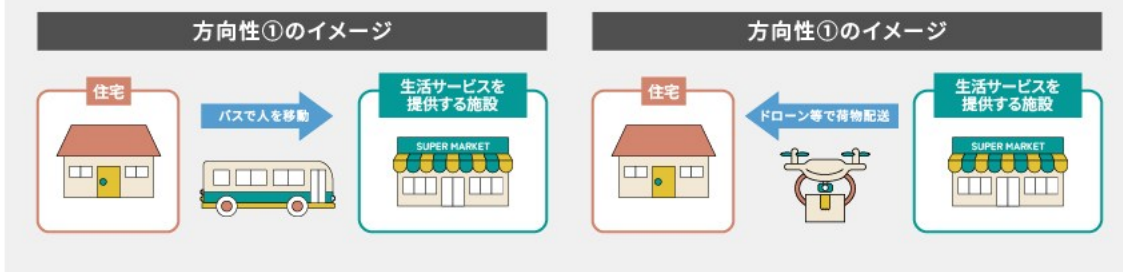 方向性①のイメージ
住宅
バスで人を移動
生活サービスを
提供する施設
SUPER MARKET
方向性①のイメージ
住宅
ドローン等で荷物配送
生活サービスを
提供する施設
SUPER MARKET